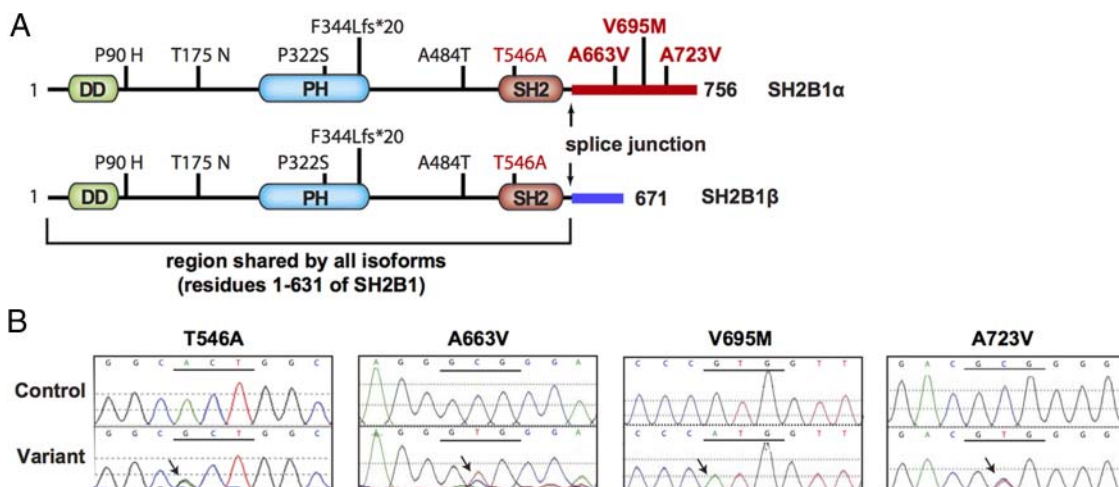 A
F344Lfs*20
V695M
P90 H T175 N P322S A484T T546A A663V A723V
1 DD PH SH2 756 SH2B1α
splice junction
F344Lfs*20
P90 H T175 N P322S A484T T546A
1 DD PH SH2 671 SH2B1β
region shared by all isoforms
(residues 1-631 of SH2B1)
B
T546A A663V V695M A723V
Control
G G C A C T G G C
A G G G C G G G A
C C C G T G G T T
G A C G C G G G G
Variant
G G C G C T G G C
A G G G T G G G A
C C C A T G G T T
G A C G T G G G G